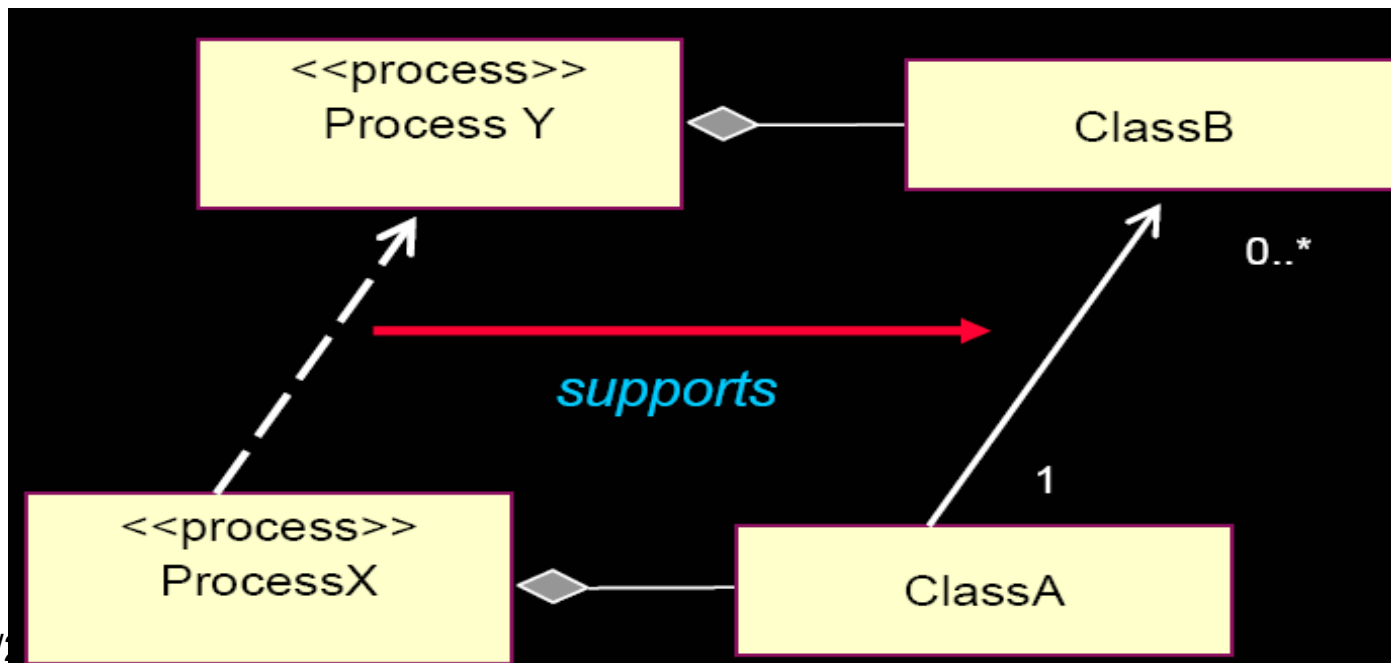 <<process>>
Process Y
ClassB
0..*
supports
1
<<process>>
ProcessX
ClassA